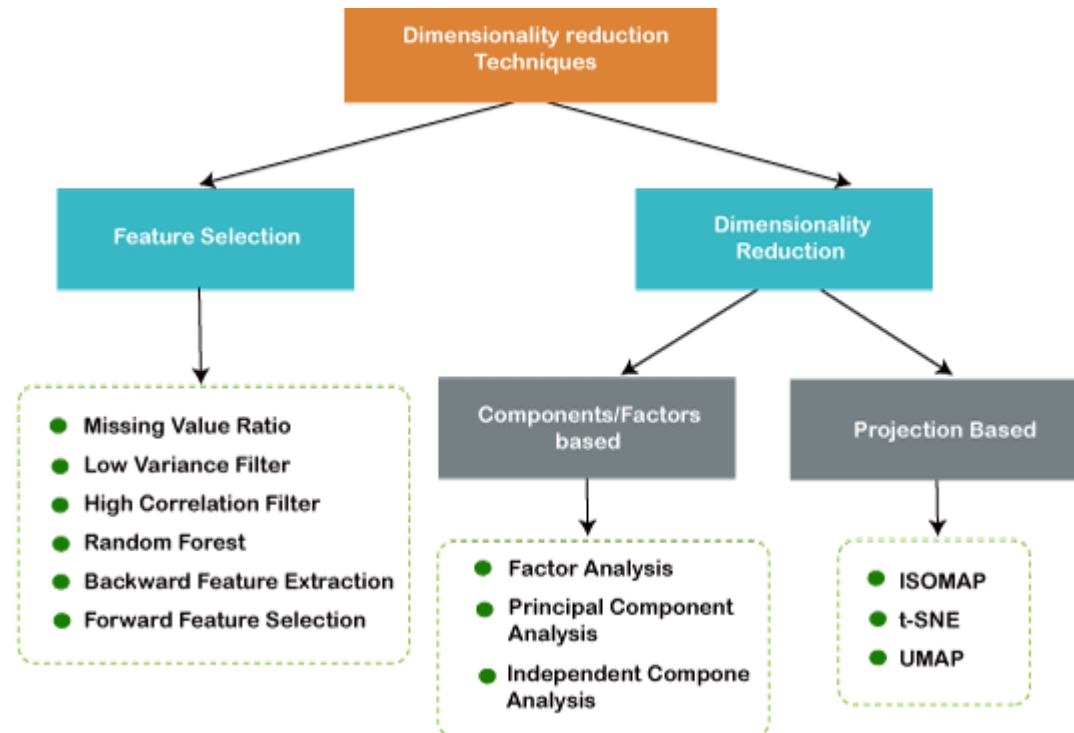 Dimensionality reduction
Techniques
Feature Selection
Dimensionality
Reduction
Missing Value Ratio
Low Variance Filter
High Correlation Filter
Random Forest
Backward Feature Extraction
Forward Feature Selection
Components/Factors
based
Projection Based
Factor Analysis
Principal Component
Analysis
Independent Compone
Analysis
ISOMAP
t-SNE
UMAP